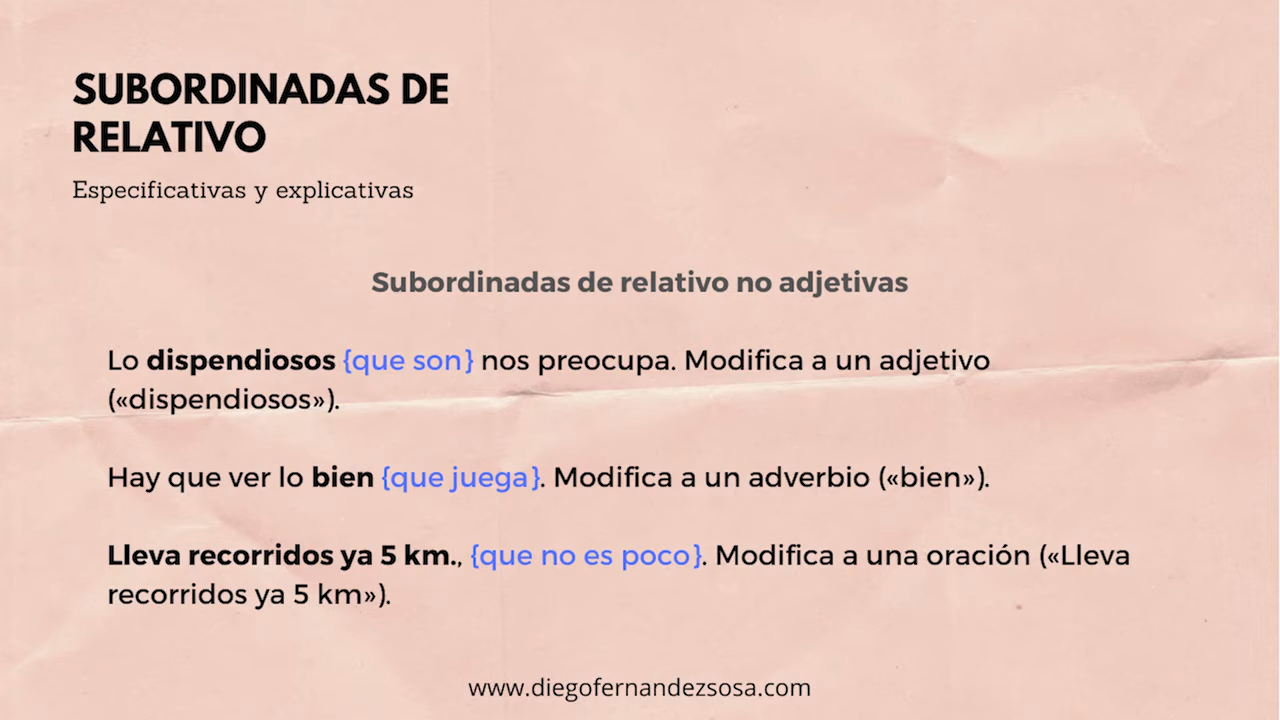 SUBORDINADAS DE
RELATIVO
Especificativas y explicativas
Subordinadas de relativo no adjetivas
Lo dispendiosos {que son} nos preocupa. Modifica a un adjetivo
(«dispendiosos»).
Hay que ver lo bien {que juega}. Modifica a un adverbio («bien»).
Lleva recorridos ya 5 km., {que no es poco}. Modifica a una oración («Lleva
recorridos ya 5 km»).
www.diegofernandezsosa.com